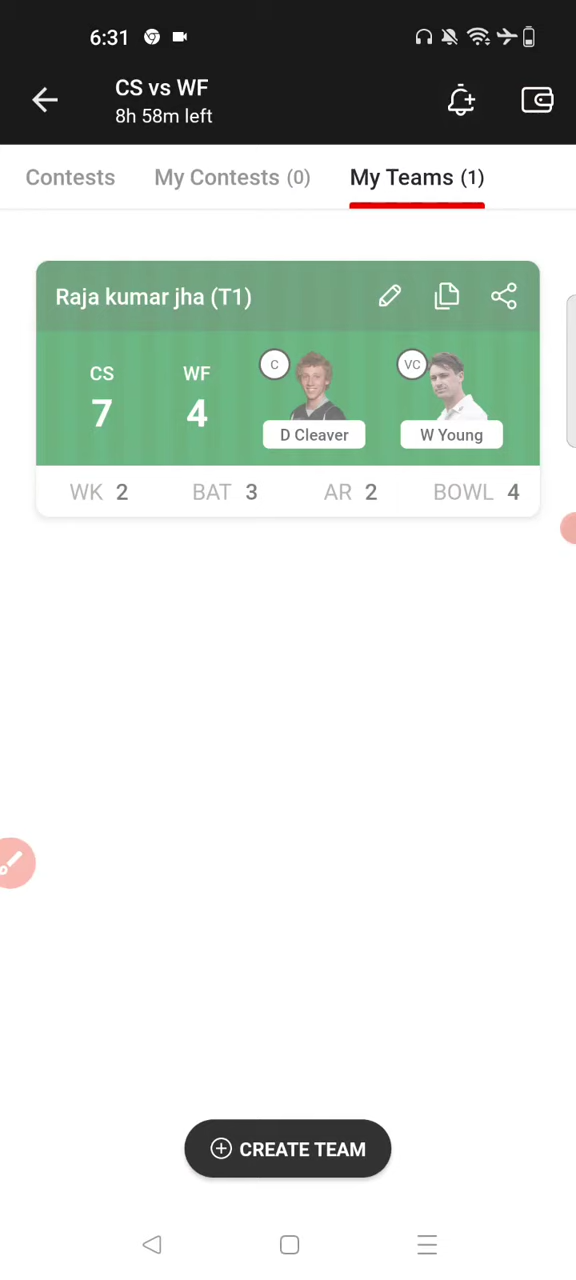 6:31
CS vs WF
8h 58m left
Contests My Contests (0) My Teams (1)
Raja kumar jha (T1)
CS WF C VC
7 4
D Cleaver W Young
WK 2 BAT 3 AR 2 BOWL 4
CREATE TEAM